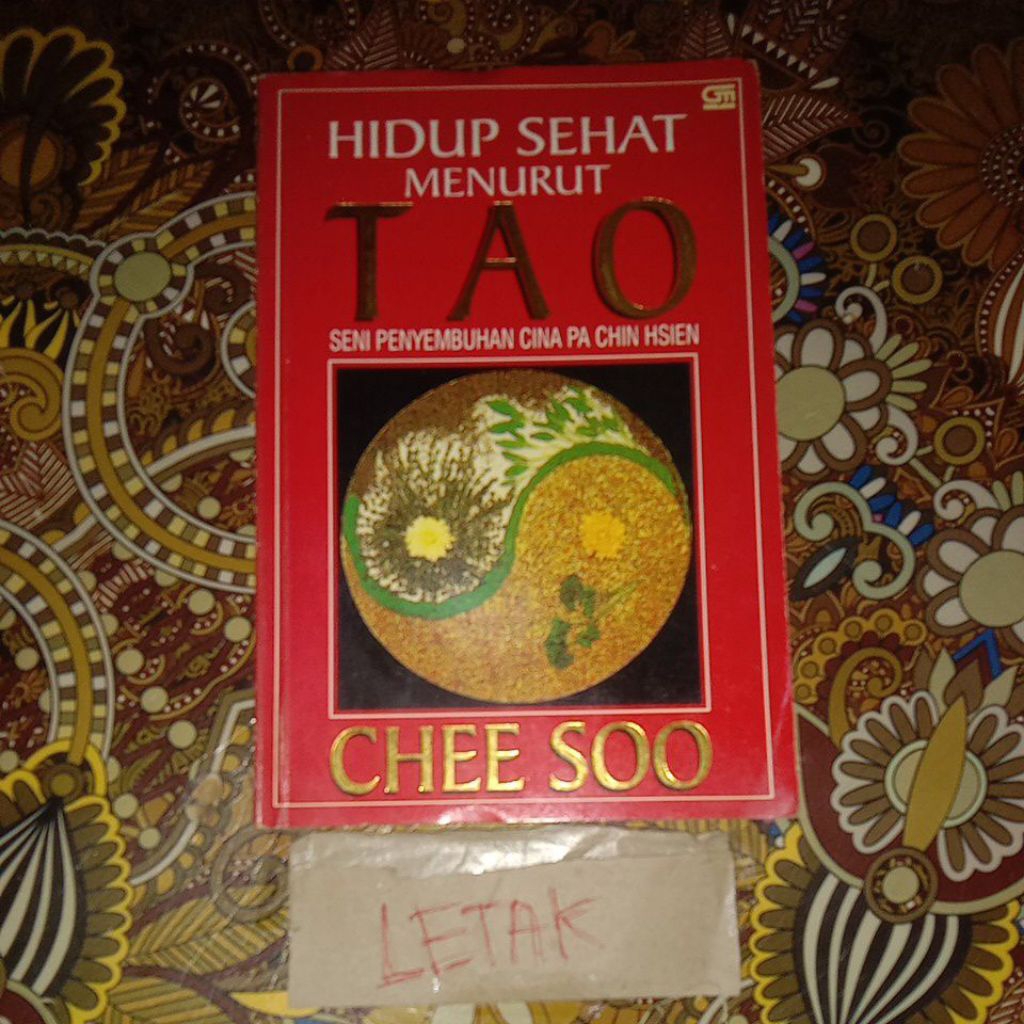 HIDUP SEHAT
MENURUT
TAO
SENI PENYEMBUHAN CINA PA CHIN HSIEN
CHEE SOO
LETAK